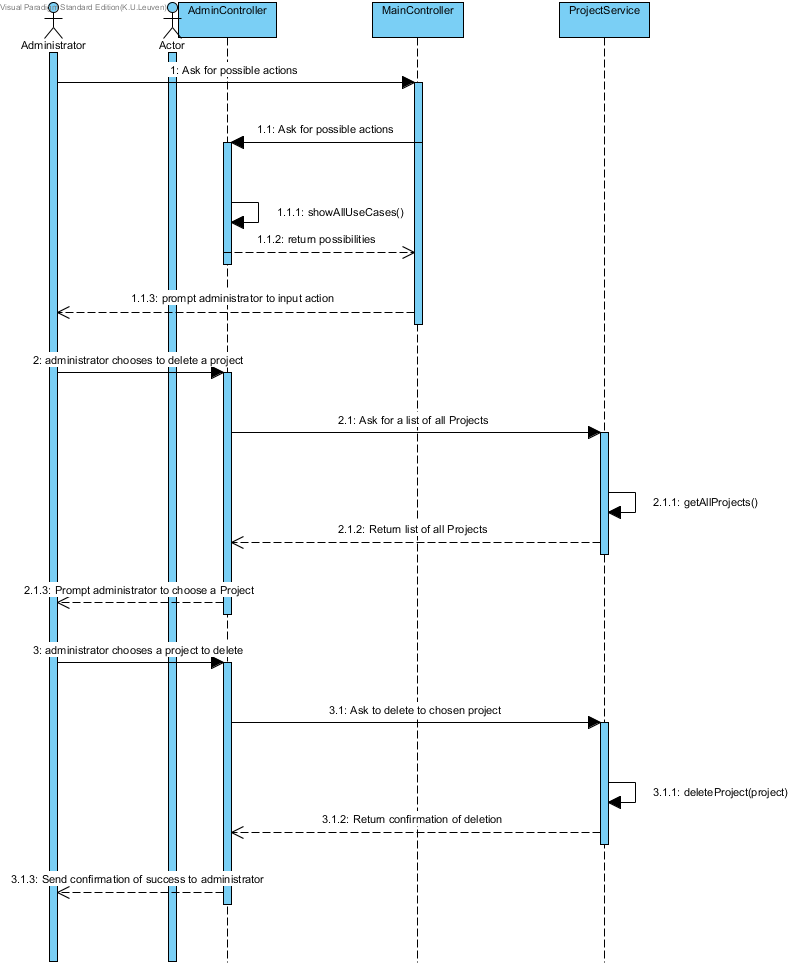 Visual Paradigm Standard Edition(K.U.Leuven)
AdminController
MainController
ProjectService
Administrator
Actor
1: Ask for possible actions
1.1: Ask for possible actions
1.1.1: showAllUseCases()
1.1.2: return possibilities
1.1.3: prompt administrator to input action
2: administrator chooses to delete a project
2.1: Ask for a list of all Projects
2.1.1: getAllProjects()
2.1.2: Return list of all Projects
2.1.3: Prompt administrator to choose a Project
3: administrator chooses a project to delete
3.1: Ask to delete to chosen project
3.1.1: deleteProject(project)
3.1.2: Return confirmation of deletion
3.1.3: Send confirmation of success to administrator